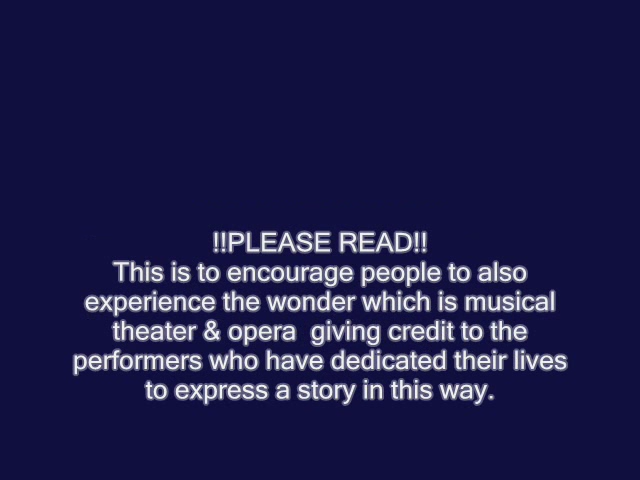 !!PLEASE READ!!
This is to encourage people to also
experience the wonder which is musical
theater & opera  giving credit to the
performers who have dedicated their lives
to express a story in this way.